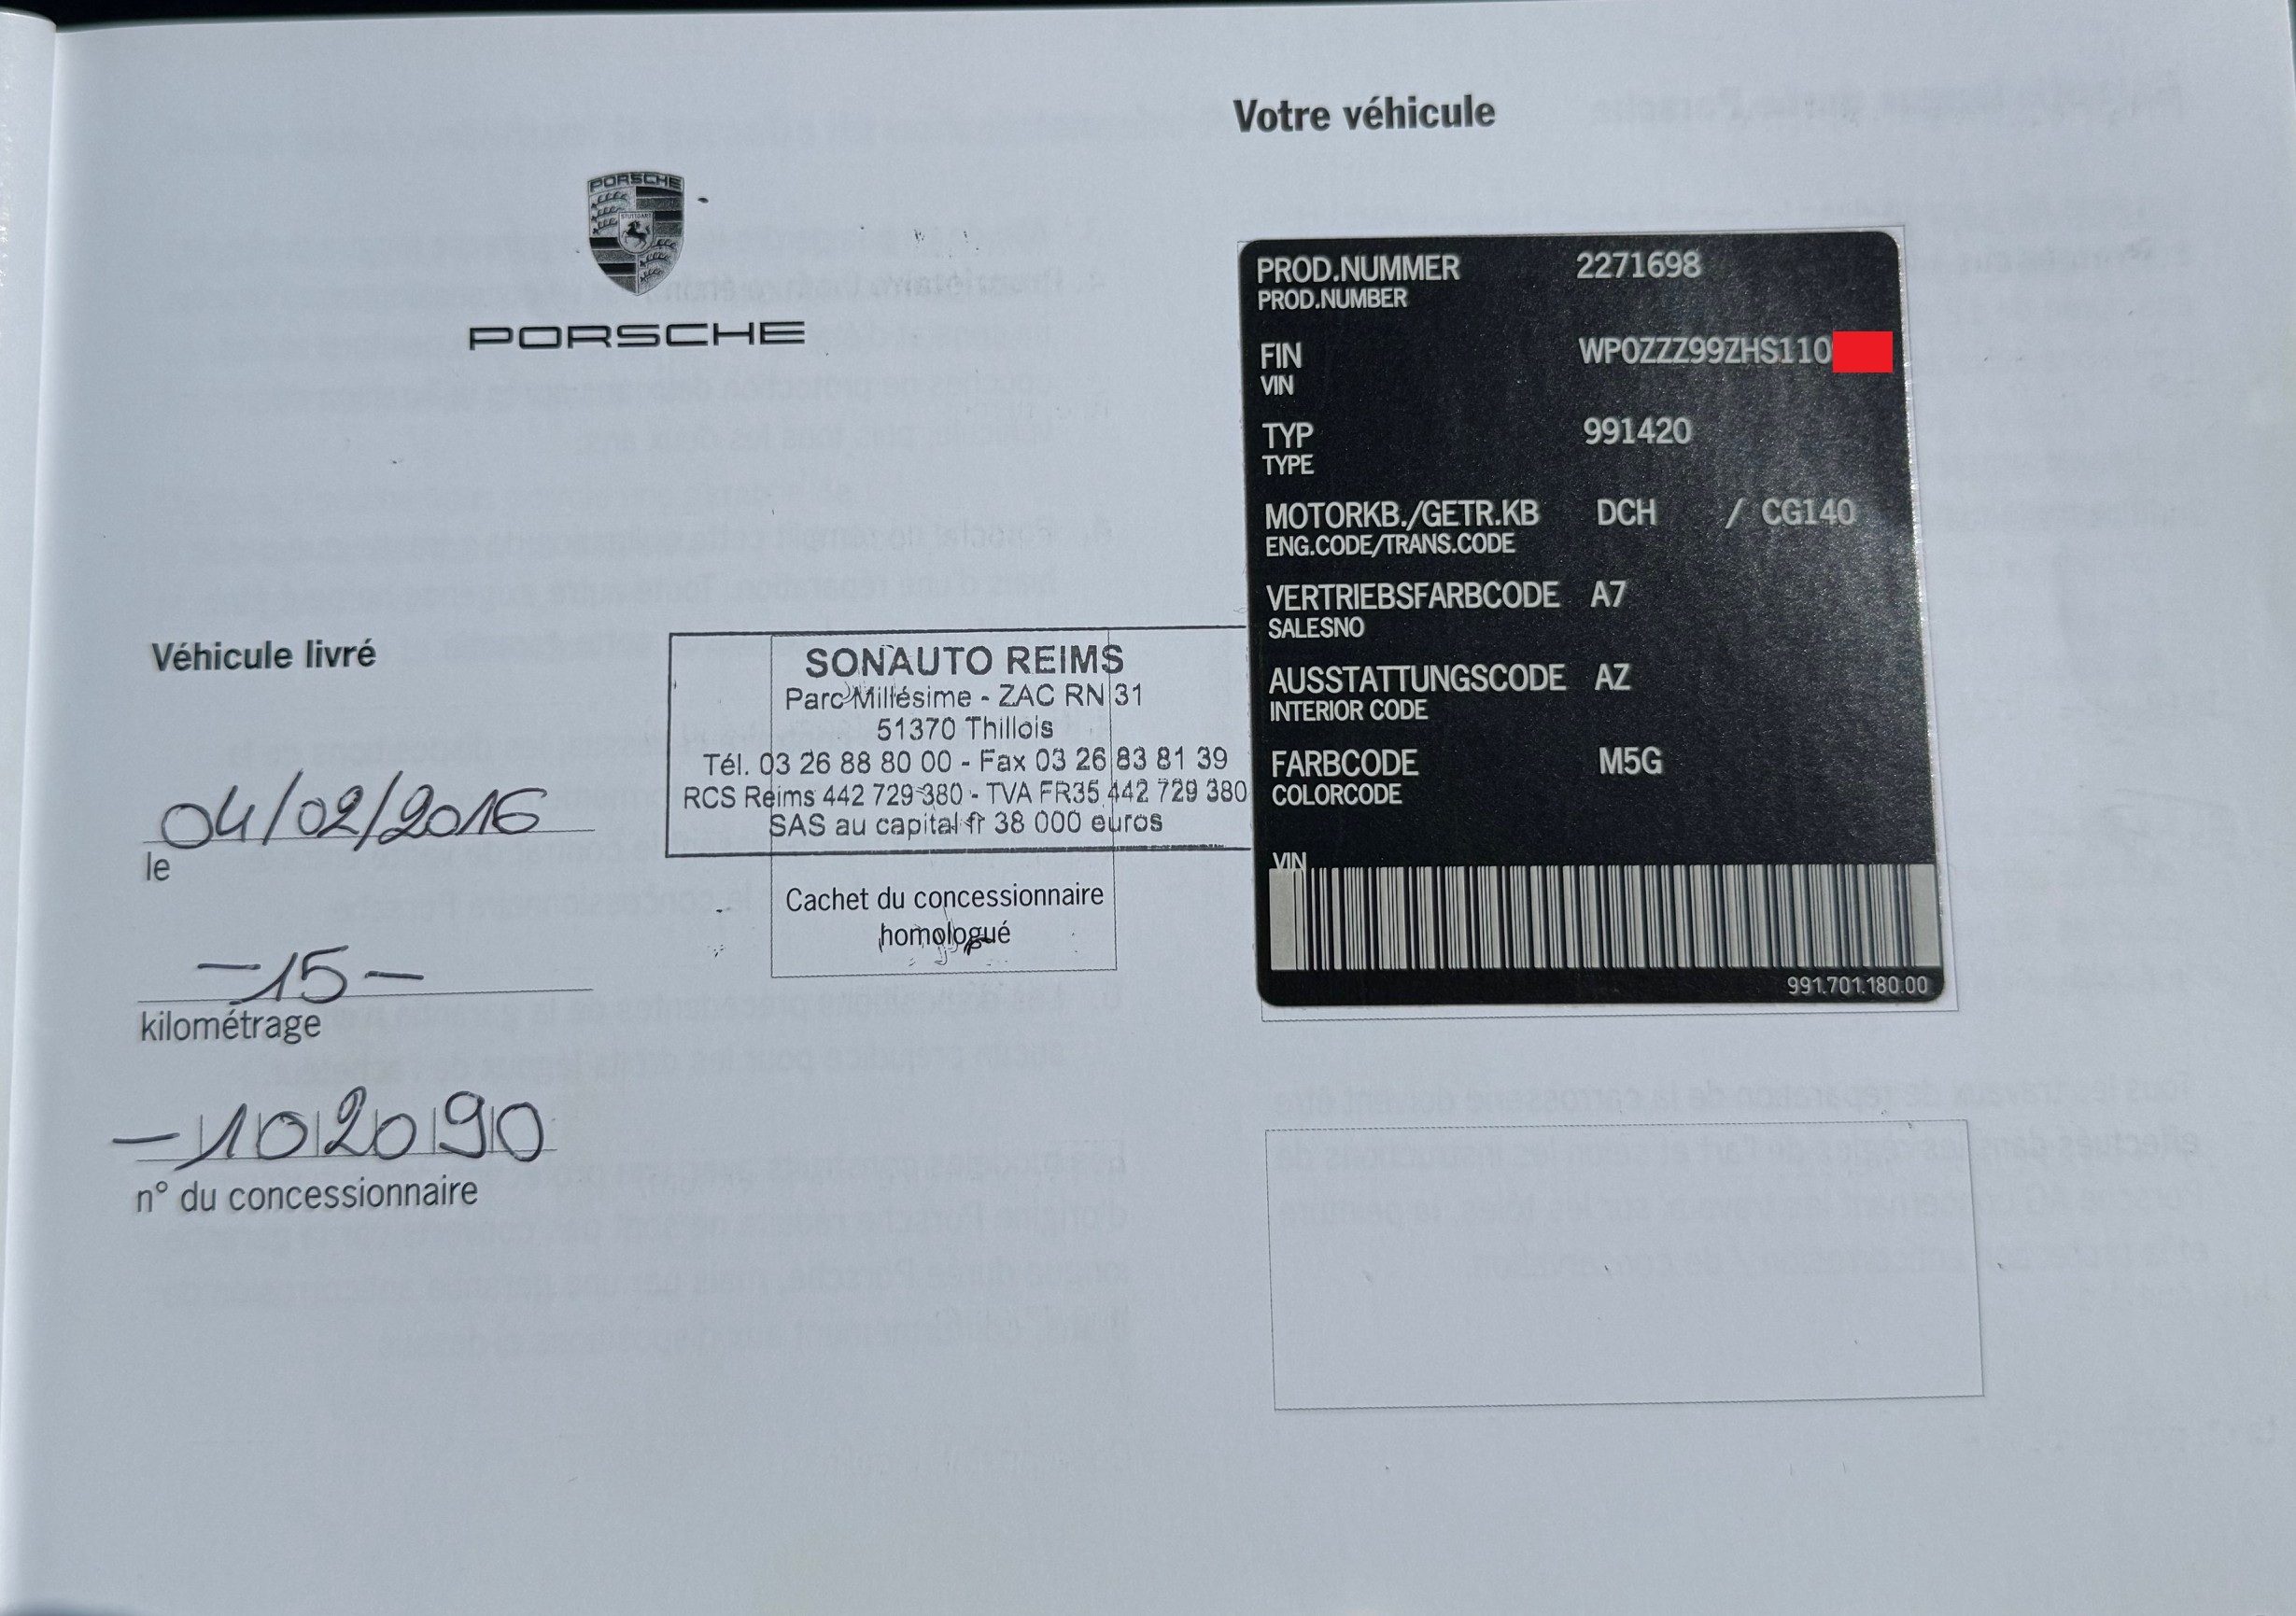 PORSCHE
STUTTGART
PORSCHE
Véhicule livré
04/02/2016
le
-15-
kilométrage
-102090
n° du concessionnaire
SONAUTO REIMS
Parc Millésime - ZAC RN 31
51370 Thillois
Tél. 03 26 88 80 00 - Fax 03 26 83 81 39
RCS Reims 442 729 380 - TVA FR35 442 729 380
SAS au capital fr 38 000 euros
Cachet du concessionnaire
homologué
Votre véhicule
PROD.NUMMER 2271698
PROD.NUMBER
FIN WP0ZZZ99ZHS110
VIN
TYP 991420
TYPE
MOTORKB./GETR.KB DCH / CG140
ENG.CODE/TRANS.CODE
VERTRIEBSFARBCODE A7
SALESNO
AUSSTATTUNGSCODE AZ
INTERIOR CODE
FARBCODE M5G
COLORCODE
VIN
991.701.180.00